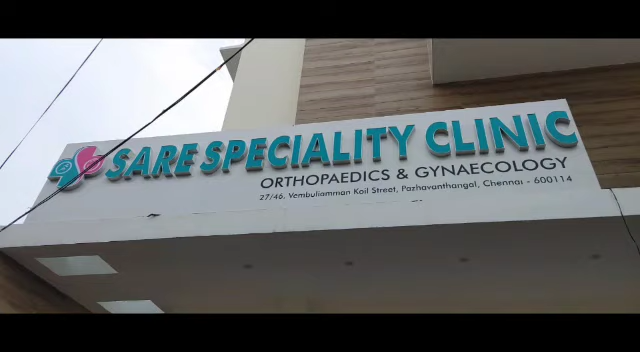 SARE SPECIALITY CLINIC
ORTHOPAEDICS & GYNAECOLOGY
27/46, Vembuliamman Koil Street, Pazhavanthangal, Chennai - 600114